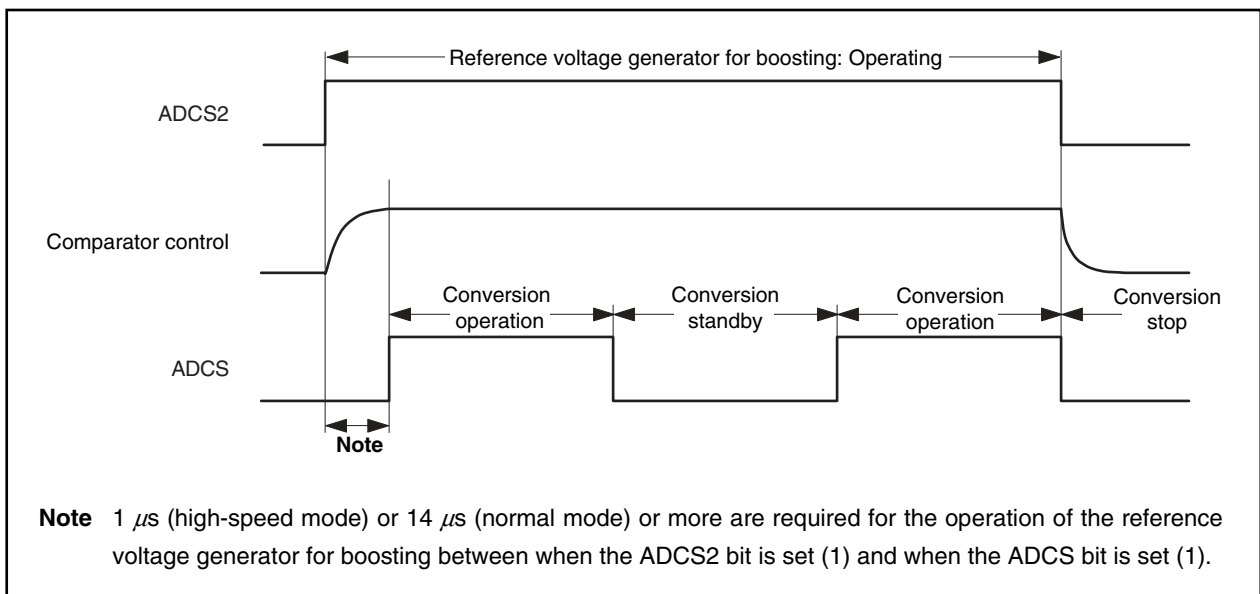 Reference voltage generator for boosting: Operating
ADCS2
Comparator control
Conversion operation
Conversion standby
Conversion operation
Conversion stop
ADCS
Note
Note 1 μs (high-speed mode) or 14 μs (normal mode) or more are required for the operation of the reference
voltage generator for boosting between when the ADCS2 bit is set (1) and when the ADCS bit is set (1).